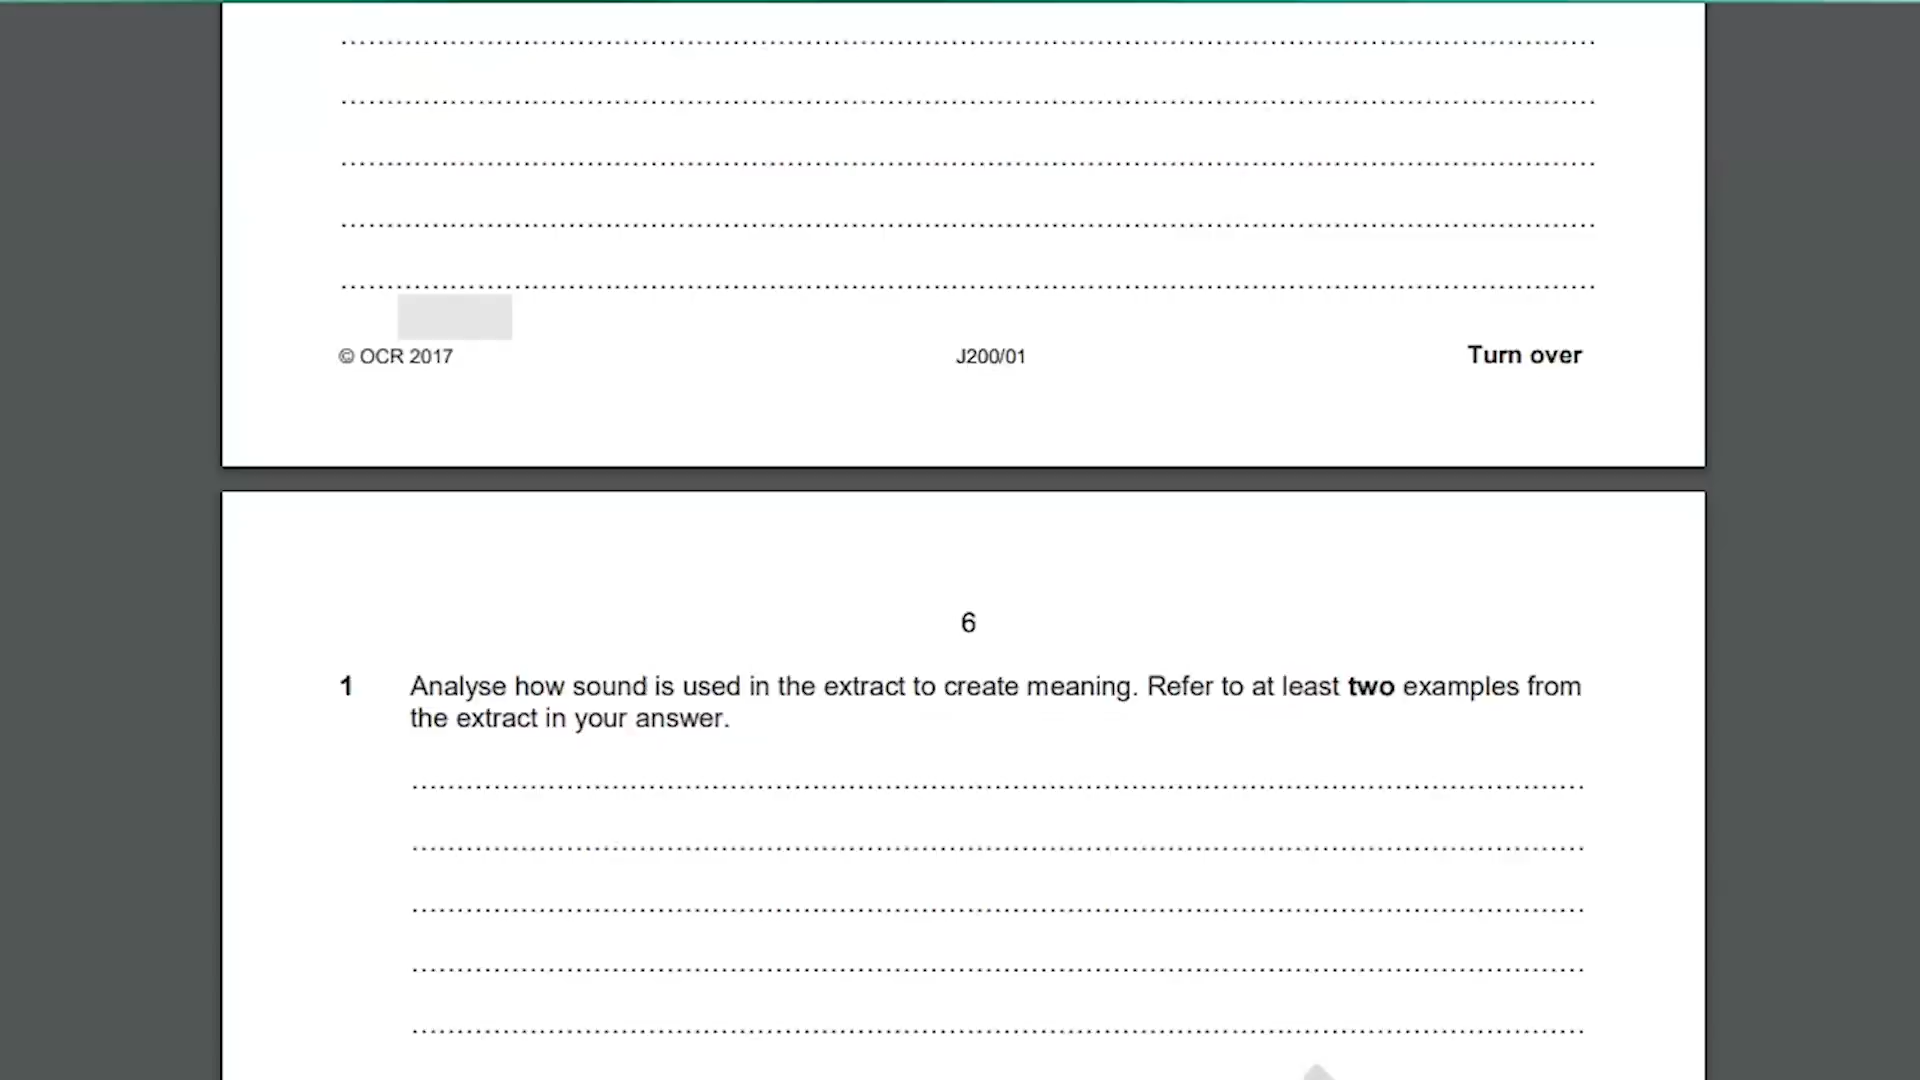 © OCR 2017 J200/01 Turn over
6
1 Analyse how sound is used in the extract to create meaning. Refer to at least two examples from
the extract in your answer.